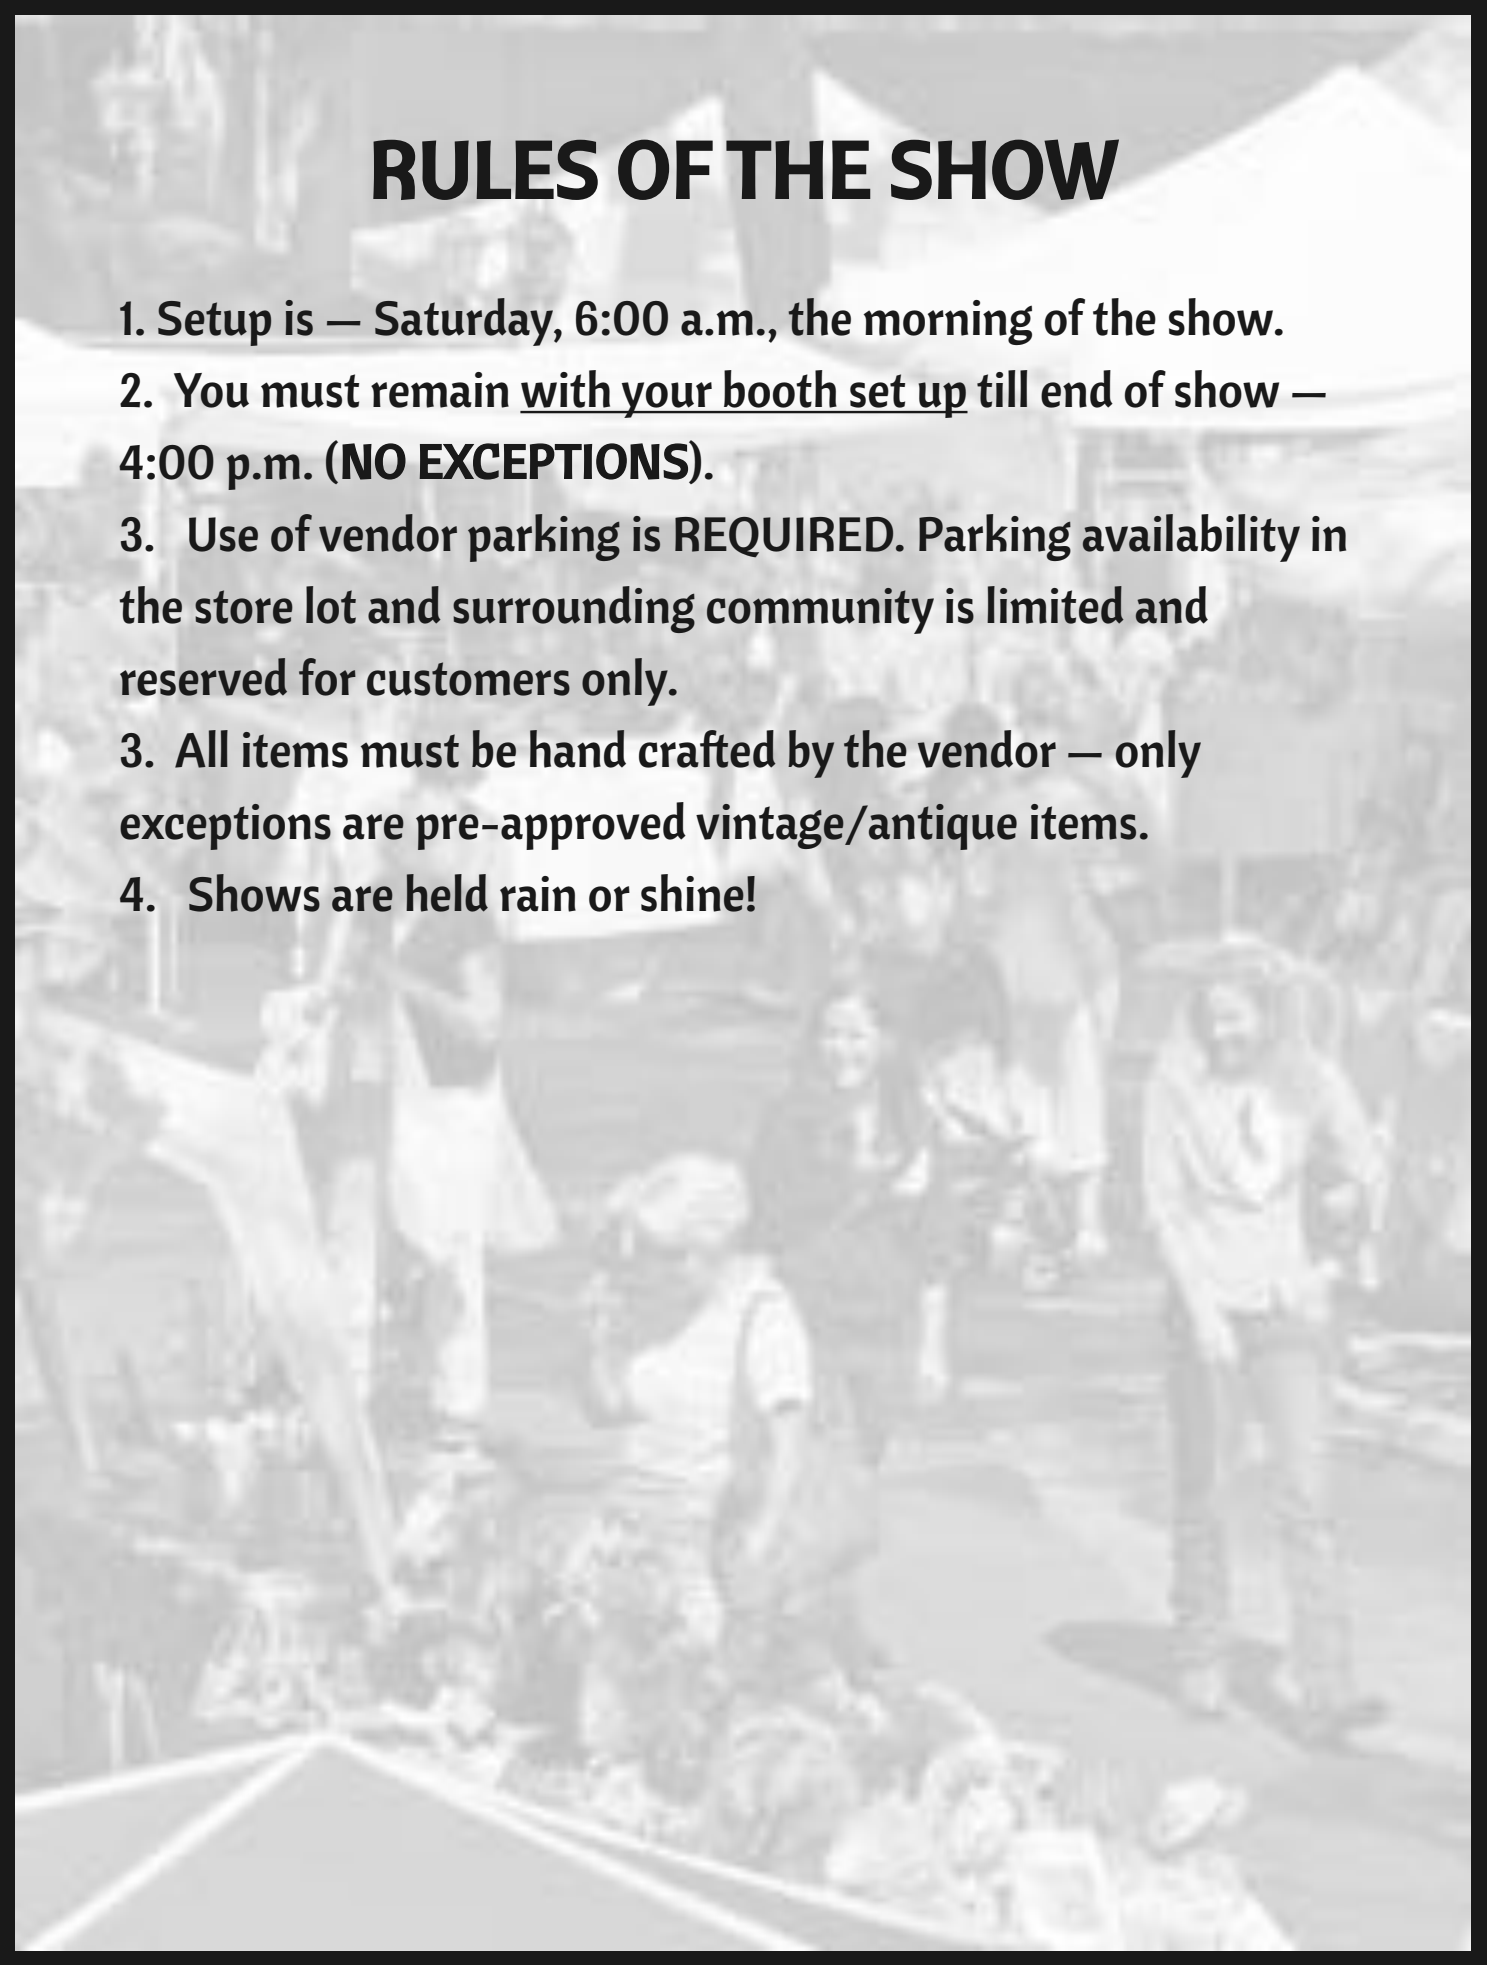 RULES OF THE SHOW
1. Setup is — Saturday, 6:00 a.m., the morning of the show.
2. You must remain with your booth set up till end of show —
4:00 p.m. (NO EXCEPTIONS).
3. Use of vendor parking is REQUIRED. Parking availability in
the store lot and surrounding community is limited and
reserved for customers only.
3. All items must be hand crafted by the vendor — only
exceptions are pre-approved vintage/antique items.
4. Shows are held rain or shine!